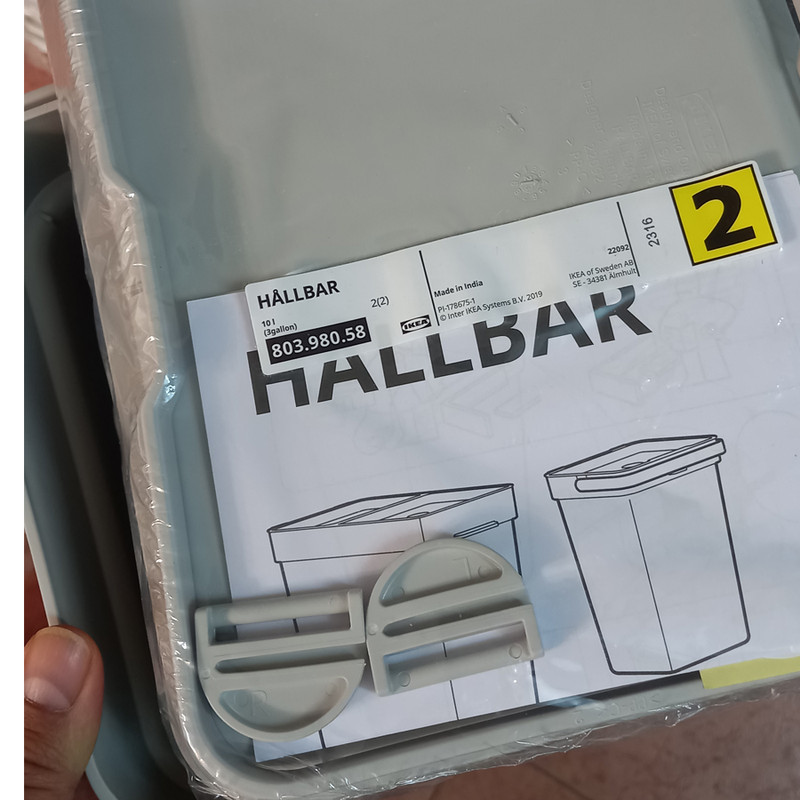 HÅLLBAR
10 l
(3gallon)
2(2)
803.980.58
IKEA
Made in India
PI-178675-1
© Inter IKEA Systems B.V. 2019
22092
IKEA of Sweden AB
SE - 34381 Älmhult
2316
2
HÅLLBAR